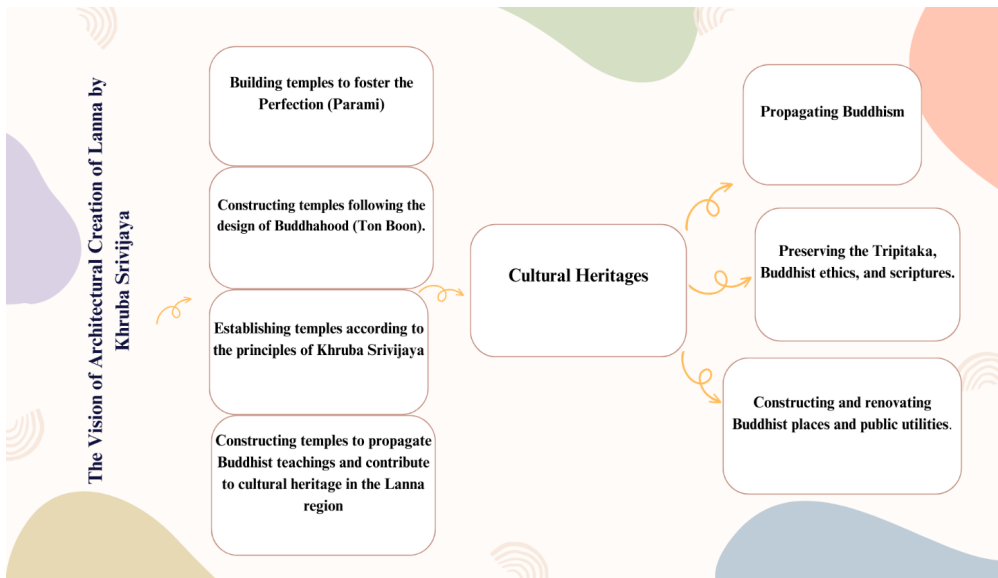 The Vision of Architectural Creation of Lanna by
Khruba Srivijaya
Building temples to foster the
Perfection (Parami)
Constructing temples following the
design of Buddhahood (Ton Boon).
Establishing temples according to
the principles of Khruba Srivijaya
Constructing temples to propagate
Buddhist teachings and contribute
to cultural heritage in the Lanna
region
Cultural Heritages
Propagating Buddhism
Preserving the Tripitaka,
Buddhist ethics, and scriptures.
Constructing and renovating
Buddhist places and public utilities.